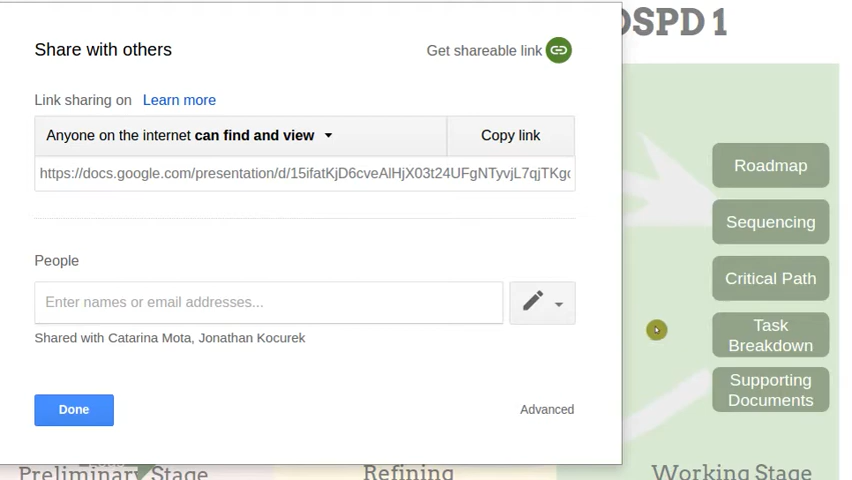 OSPD 1
Share with others
Get shareable link
Link sharing on Learn more
Anyone on the internet can find and view
Copy link
https://docs.google.com/presentation/d/15ifatKjD6cveAlHjX03t24UFgNTyvjL7qjTKgc
Roadmap
Sequencing
People
Critical Path
Enter names or email addresses...
Shared with Catarina Mota, Jonathan Kocurek
Task
Breakdown
Supporting
Documents
Done
Advanced
Preliminary Stage
Refining
Working Stage